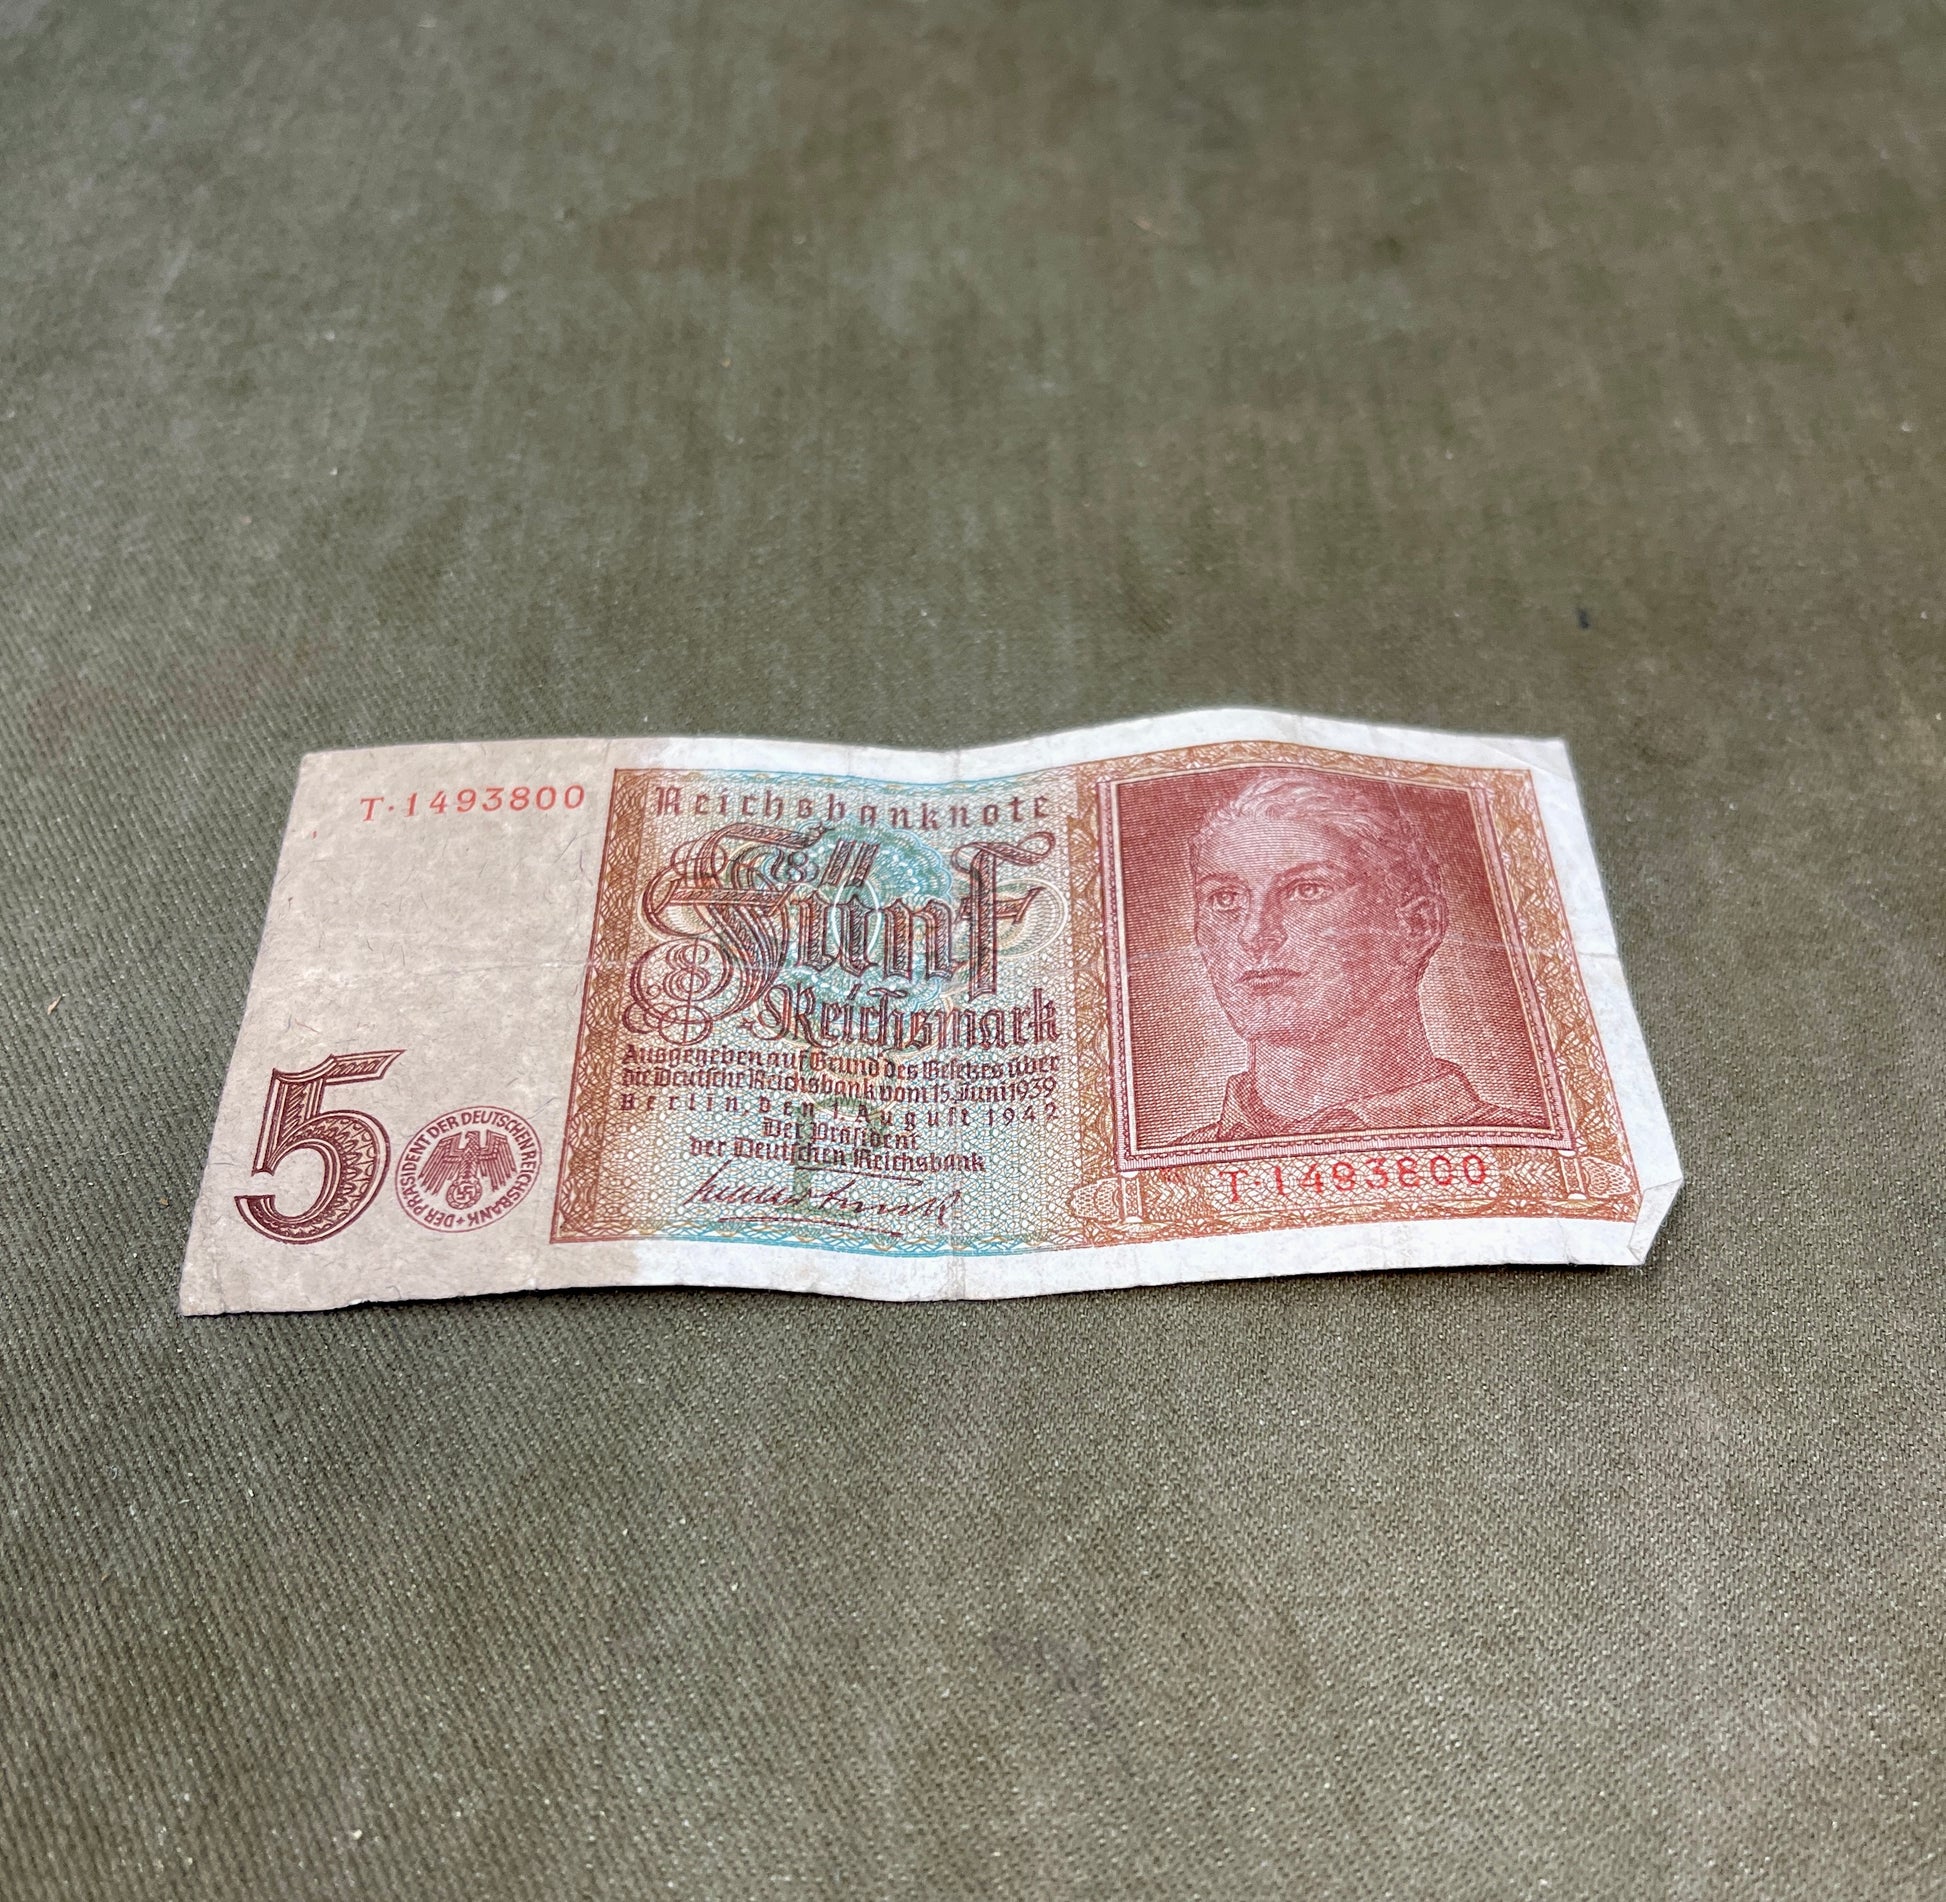 T·1493800
Reichsbanknote
Fünf
Reichsmark
Ausgegeben auf Grund des Gesetzes über
die Deutsche Reichsbank vom 15. Juni 1939
Berlin, den 1. August 1942
Der Präsident
der Deutschen Reichsbank
5
DER PRÄSIDENT DER DEUTSCHEN REICHSBANK
T·1493800